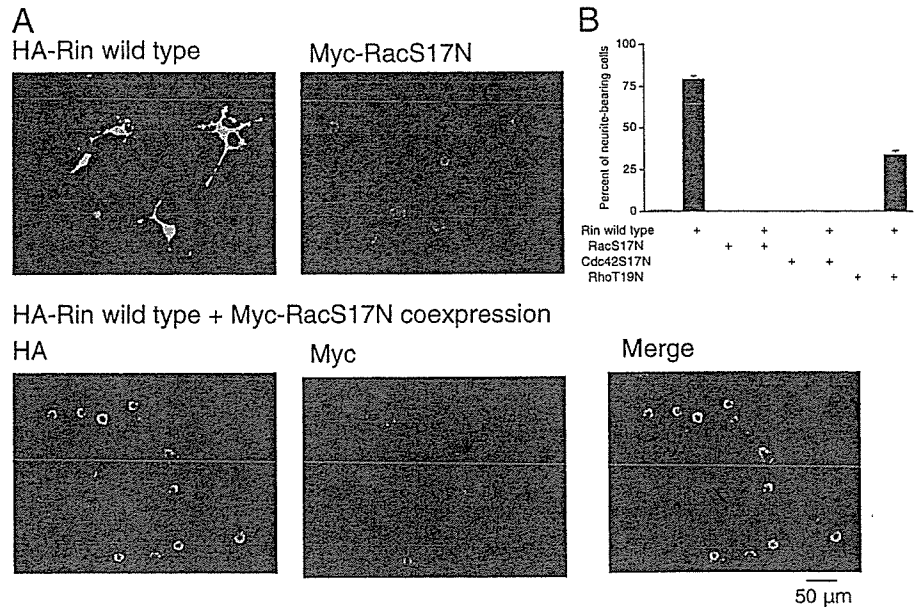 A
HA-Rin wild type
Myc-RacS17N
HA-Rin wild type + Myc-RacS17N coexpression
HA
Myc
Merge
50 µm
B
Percent of neurite-bearing cells
100
75
50
25
0
Rin wild type + + + +
RacS17N + +
Cdc42S17N + +
RhoT19N + +